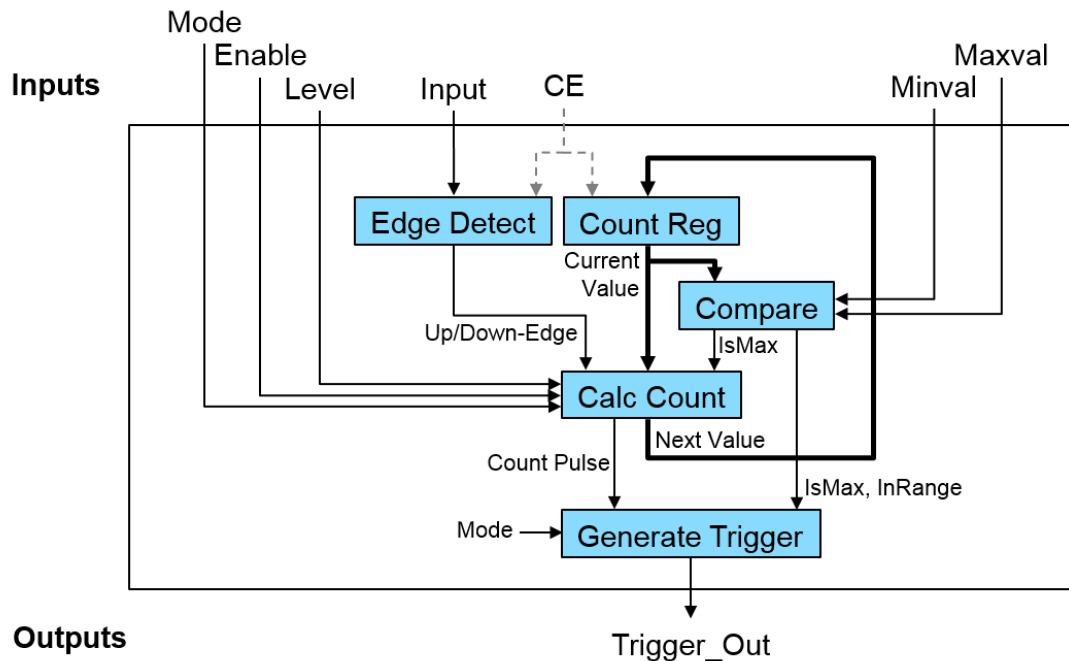 Mode
Enable
Maxval
Inputs
Level
Input
CE
Minval
Edge Detect
Count Reg
Current
Value
Compare
Up/Down-Edge
IsMax
Calc Count
Next Value
Count Pulse
IsMax, InRange
Mode
Generate Trigger
Outputs
Trigger_Out